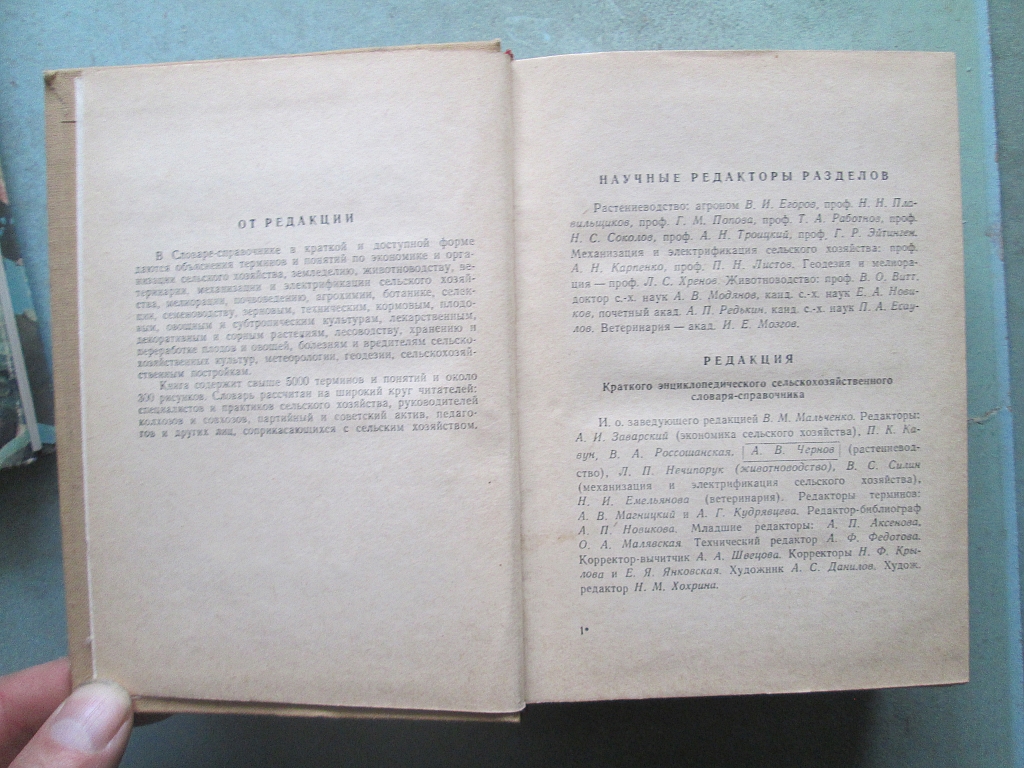 ОТ РЕДАКЦИИ
В Словаре-справочнике в краткой и доступной форме
даются объяснения терминов и понятий по экономике и орга-
низации сельского хозяйства, земледелию, животноводству, ве-
теринарии, механизации и электрификации сельского хозяй-
ства, мелиорации, почвоведению, агрохимии, ботанике, селек-
ции, семеноводству, зерновым, техническим, кормовым, плодо-
вым, овощным и субтропическим культурам, лекарственным,
декоративным и сорным растениям, лесоводству, хранению и
переработке плодов и овощей, болезням и вредителям сельско-
хозяйственных культур, метеорологии, геодезии, сельскохозяй-
ственным постройкам.
Книга содержит свыше 5000 терминов и понятий и около
300 рисунков. Словарь рассчитан на широкий круг читателей:
специалистов и практиков сельского хозяйства, руководителей
колхозов и совхозов, партийный и советский актив, педаго-
гов и других лиц, соприкасающихся с сельским хозяйством.
НАУЧНЫЕ РЕДАКТОРЫ РАЗДЕЛОВ
Растениеводство: агроном В. И. Егоров, проф. Н. Н. Пла-
вильщиков, проф. Г. М. Попова, проф. Т. А. Работнов, проф.
Н. С. Соколов, проф. А. Н. Троицкий, проф. Г. Р. Эйтинген.
Механизация и электрификация сельского хозяйства: проф.
А. Н. Карпенко, проф. П. Н. Листов. Геодезия и мелиора-
ция — проф. Л. С. Хренов. Животноводство: проф. В. О. Витт,
доктор с.-х. наук А. В. Модянов, канд. с.-х. наук Е. А. Нови-
ков, почётный акад. А. П. Редькин, канд. с.-х. наук П. А. Есау-
лов. Ветеринария — акад. И. Е. Мозгов.
РЕДАКЦИЯ
Краткого энциклопедического сельскохозяйственного
словаря-справочника
И. о. заведующего редакцией В. М. Мальченко. Редакторы:
А. И. Заварский (экономика сельского хозяйства), П. К. Ка-
вун, В. А. Россошанская, А. В. Чернов (растениевод-
ство), Л. П. Нечипорук (животноводство), В. С. Силин
(механизация и электрификация сельского хозяйства),
Н. И. Емельянова (ветеринария). Редакторы терминов:
А. В. Магницкий и А. Г. Кудрявцева. Редактор-библиограф
А. П. Новикова. Младшие редакторы: А. П. Аксенова,
О. А. Малявская Технический редактор А. Ф. Федотова.
Корректор-вычитчик А. А. Швецова. Корректоры Н. Ф. Кры-
лова и Е. Я. Янковская. Художник А. С. Данилов. Худож.
редактор Н. М. Хохрина.
1*